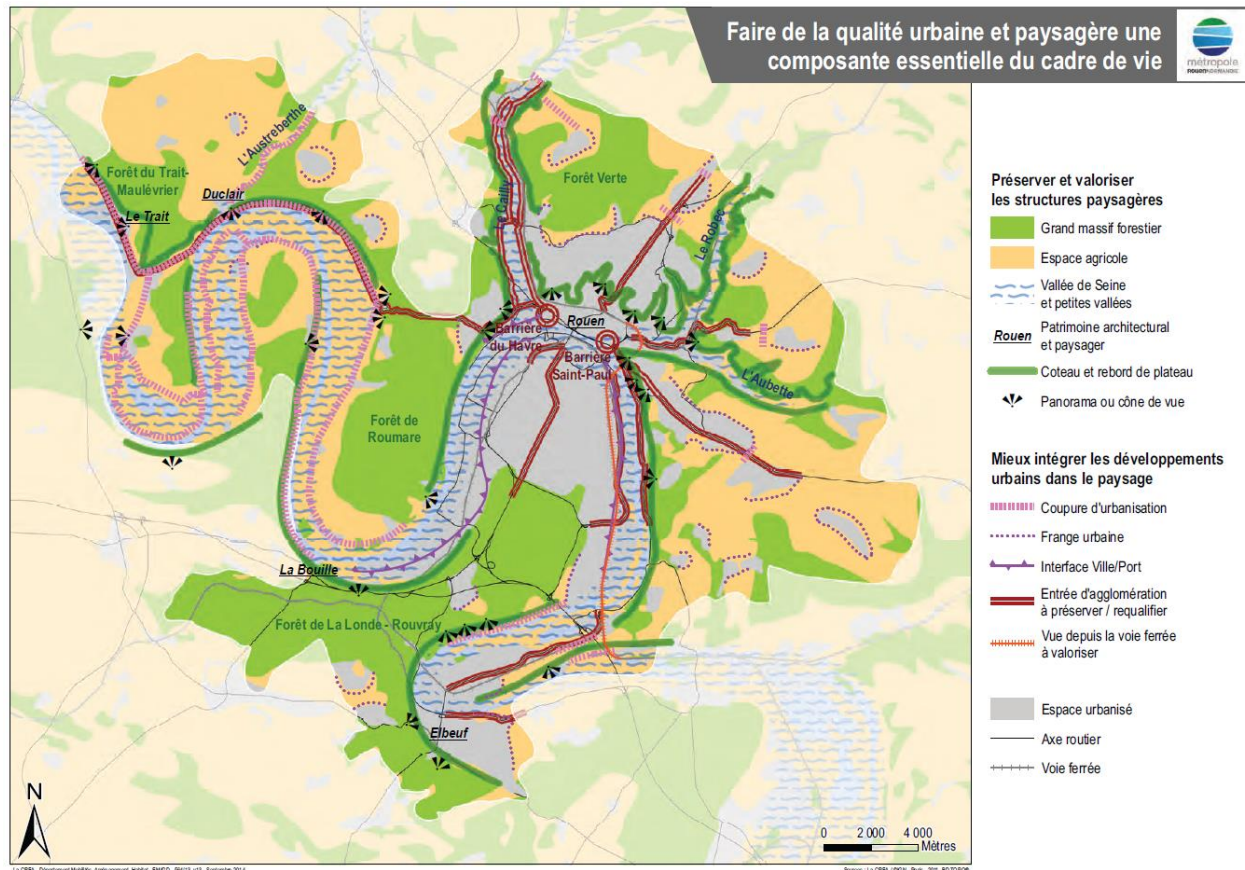 Faire de la qualité urbaine et paysagère une
composante essentielle du cadre de vie
métropole
ROUENNORMANDIE
L'Austreberthe
Forêt du Trait-
Maulévrier
Duclair
Le Trait
Le Cailly
Forêt Verte
Le Robec
Rouen
Barrière
du Havre
Barrière
Saint-Paul
L'Aubette
Forêt de
Roumare
La Bouille
Forêt de La Londe - Rouvray
Elbeuf
N
0 2 000 4 000
Mètres
Préserver et valoriser
les structures paysagères
Grand massif forestier
Espace agricole
Vallée de Seine
et petites vallées
Rouen
Patrimoine architectural
et paysager
Coteau et rebord de plateau
Panorama ou cône de vue
Mieux intégrer les développements
urbains dans le paysage
Coupure d'urbanisation
Frange urbaine
Interface Ville/Port
Entrée d'agglomération
à préserver / requalifier
Vue depuis la voie ferrée
à valoriser
Espace urbanisé
Axe routier
Voie ferrée